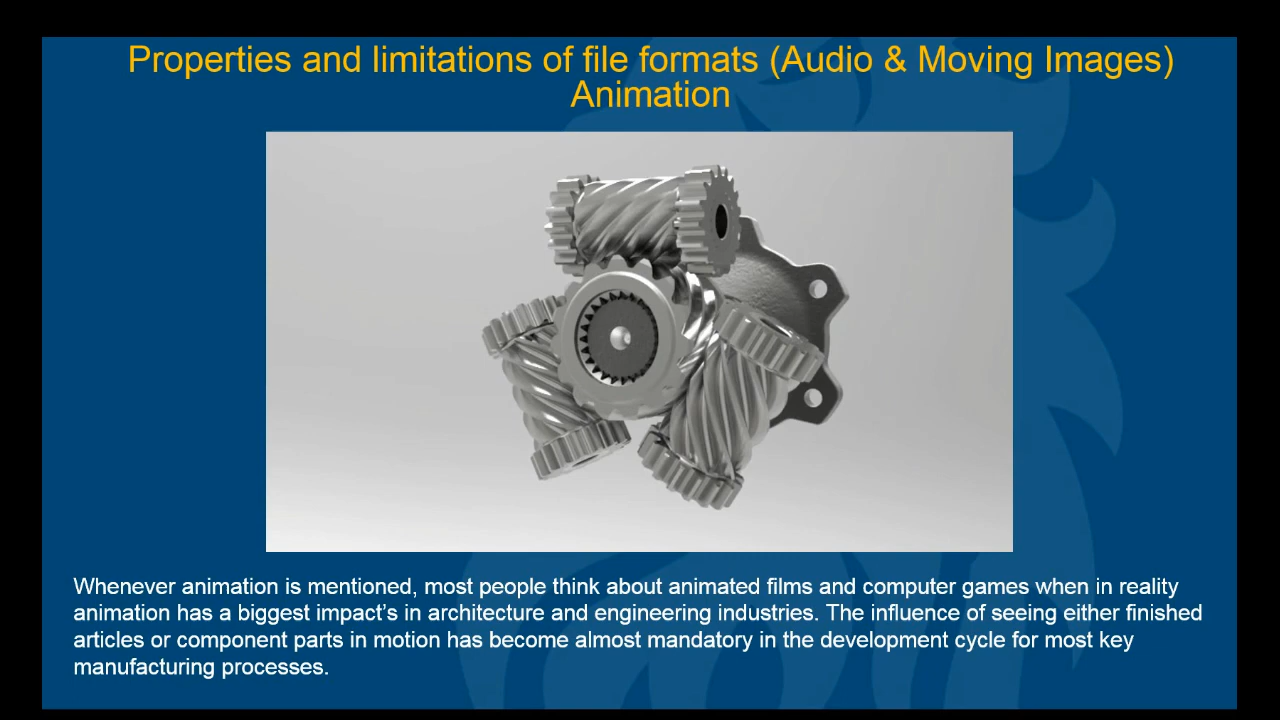 Properties and limitations of file formats (Audio & Moving Images)
Animation
Whenever animation is mentioned, most people think about animated films and computer games when in reality
animation has a biggest impact’s in architecture and engineering industries. The influence of seeing either finished
articles or component parts in motion has become almost mandatory in the development cycle for most key
manufacturing processes.